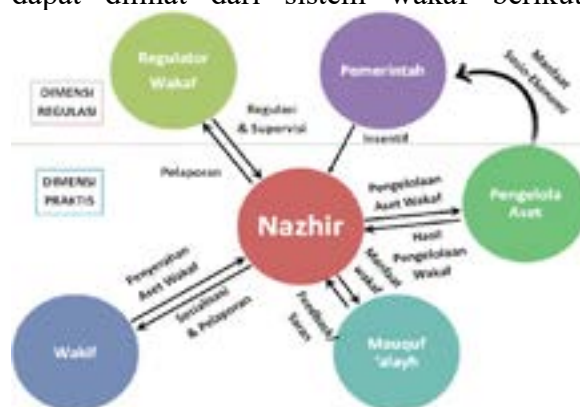 dapat dilihat dari sistem wakaf berikut
Regulator
Wakaf
Pemerintah
Manfaat
Sosio-Ekonomi
DIMENSI
REGULASI
Regulasi
& Supervisi
Insentif
Pelaporan
DIMENSI
PRAKTIS
Nazhir
Pengelolaan
Aset Wakaf
Pengelola
Aset
Hasil
Pengelolaan
Wakaf
Penyerahan
Aset Wakaf
Sosialisasi
& Pelaporan
Manfaat
wakaf
Feedback/
Saran
Wakif
Mauquf
'alayh